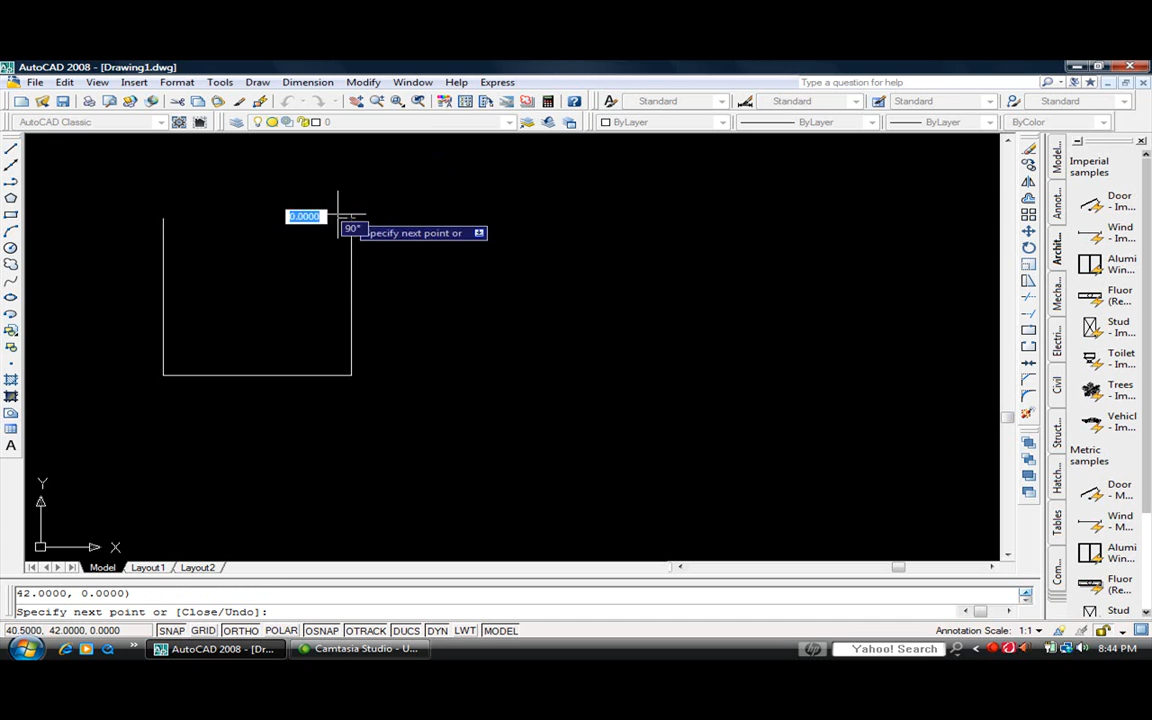 AutoCAD 2008 - [Drawing1.dwg]
File Edit View Insert Format Tools Draw Dimension Modify Window Help Express
Type a question for help
Standard Standard Standard Standard
AutoCAD Classic 0 ByLayer ByLayer ByLayer ByColor
Imperial samples
Door - Im...
Wind - Im...
Alumi Win...
Fluor (Re...
Stud - Im...
Toilet - Im...
Trees - Im...
Vehicl - Im...
Metric samples
Door - M...
Wind - M...
Alumi Win...
Fluor (Re...
Stud
Model...
Annot...
Archit...
Mecha...
Electri...
Civil
Struct...
Hatch...
Tables
Com...
0.0000
90°
specify next point or
Y
X
Model Layout1 Layout2
42.0000, 0.0000)
Specify next point or [Close/Undo]:
40.5000, 42.0000, 0.0000 SNAP GRID ORTHO POLAR OSNAP OTRACK DUCS DYN LWT MODEL Annotation Scale: 1:1
AutoCAD 2008 - [Dr... Camtasia Studio - U... Yahoo! Search 8:44 PM